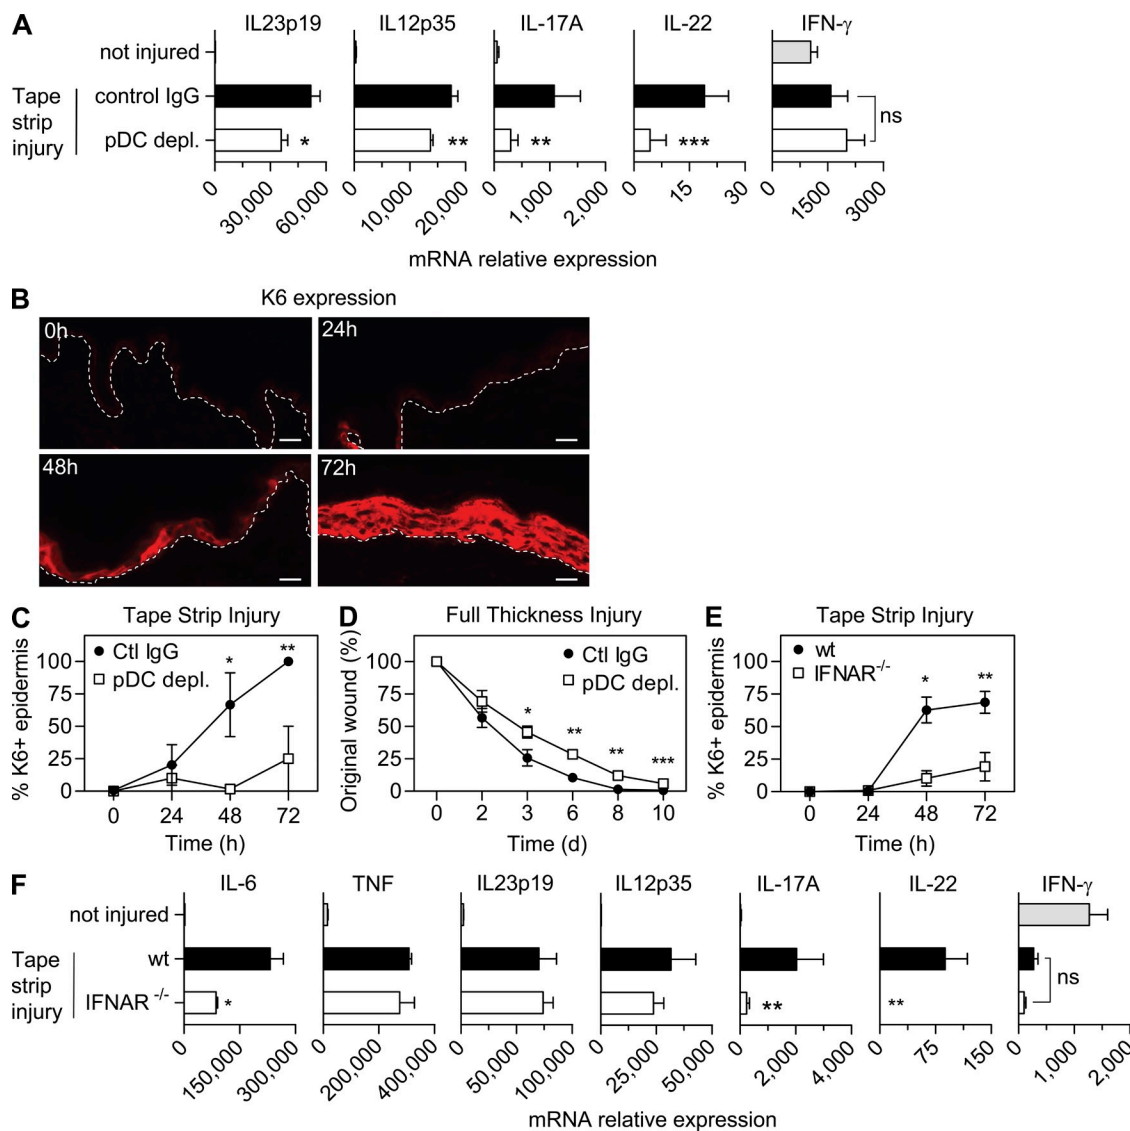 A
IL23p19 IL12p35 IL-17A IL-22 IFN-γ
not injured
Tape strip injury
control IgG
ns
pDC depl.
* ** ** ***
0 30,000 60,000 0 10,000 20,000 0 1,000 2,000 0 15 30 0 1500 3000
mRNA relative expression
B
K6 expression
0h 24h
48h 72h
C Tape Strip Injury
% K6+ epidermis
100
75
50
25
0
Ctl IgG
pDC depl.
* **
0 24 48 72
Time (h)
D Full Thickness Injury
Original wound (%)
100
75
50
25
0
Ctl IgG
pDC depl.
* ** ** ***
0 2 3 6 8 10
Time (d)
E Tape Strip Injury
% K6+ epidermis
100
75
50
25
0
wt
IFNAR-/-
* **
0 24 48 72
Time (h)
F
IL-6 TNF IL23p19 IL12p35 IL-17A IL-22 IFN-γ
not injured
Tape strip injury
wt
ns
IFNAR -/-
* ** **
0 150,000 300,000 0 200,000 400,000 0 50,000 100,000 0 25,000 50,000 0 2,000 4,000 0 75 150 0 1,000 2,000
mRNA relative expression